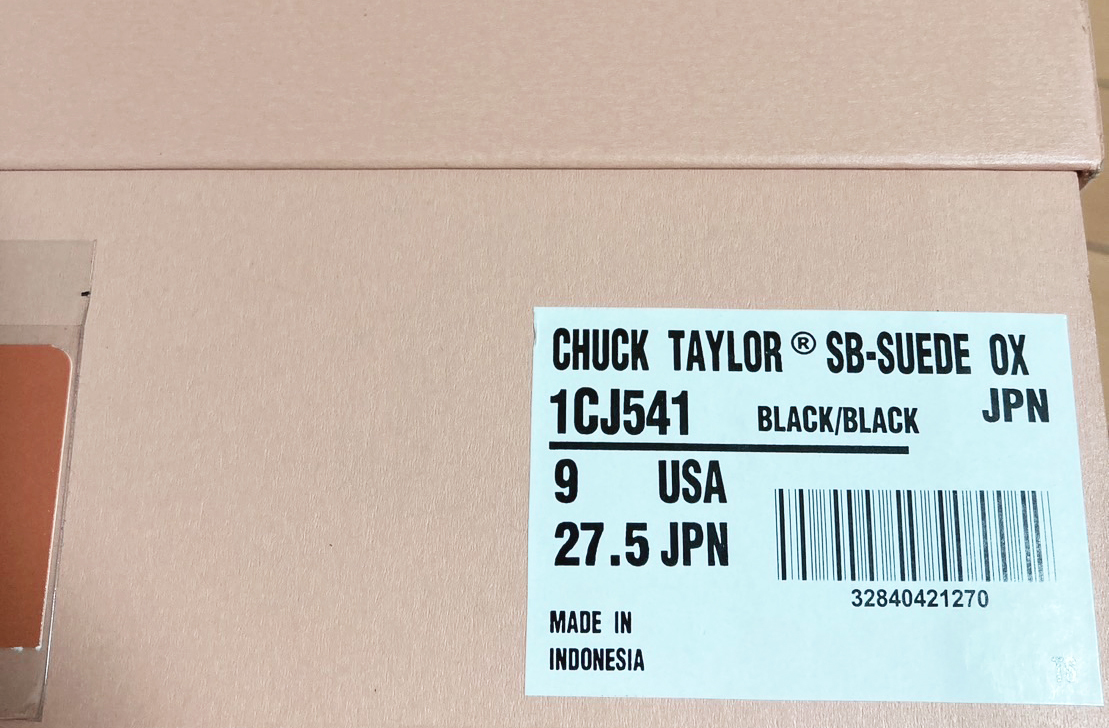 CHUCK TAYLOR® SB-SUEDE OX
1CJ541 BLACK/BLACK JPN
9 USA
27.5 JPN
32840421270
MADE IN
INDONESIA